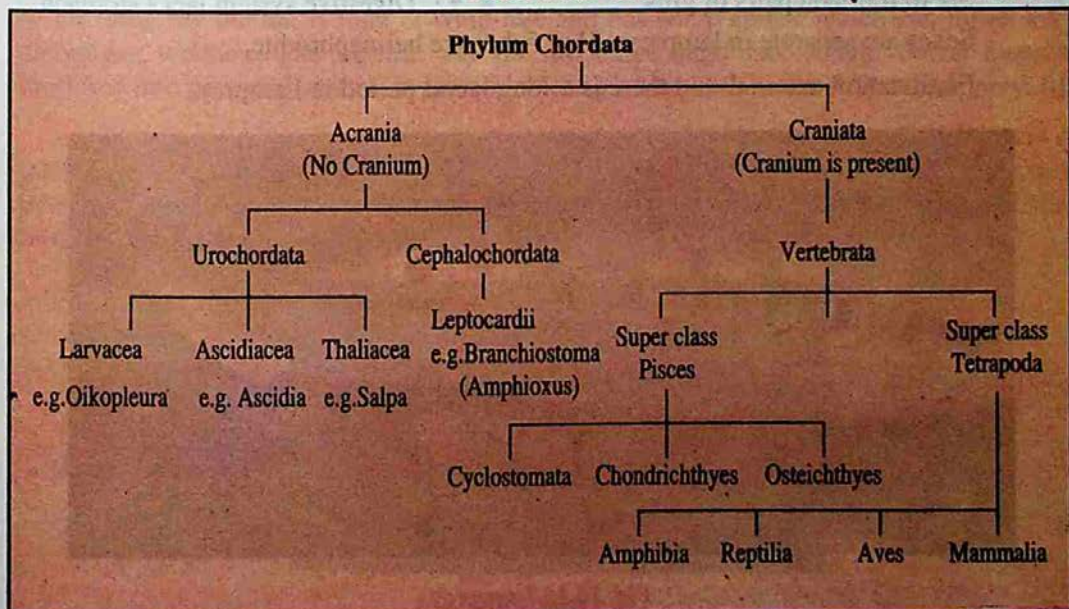 Phylum Chordata
Acrania
(No Cranium)
Craniata
(Cranium is present)
Urochordata
Cephalochordata
Vertebrata
Larvacea
e.g.Oikopleura
Ascidiacea
e.g. Ascidia
Thaliacea
e.g.Salpa
Leptocardii
e.g.Branchiostoma
(Amphioxus)
Super class
Pisces
Super class
Tetrapoda
Cyclostomata
Chondrichthyes
Osteichthyes
Amphibia
Reptilia
Aves
Mammalia